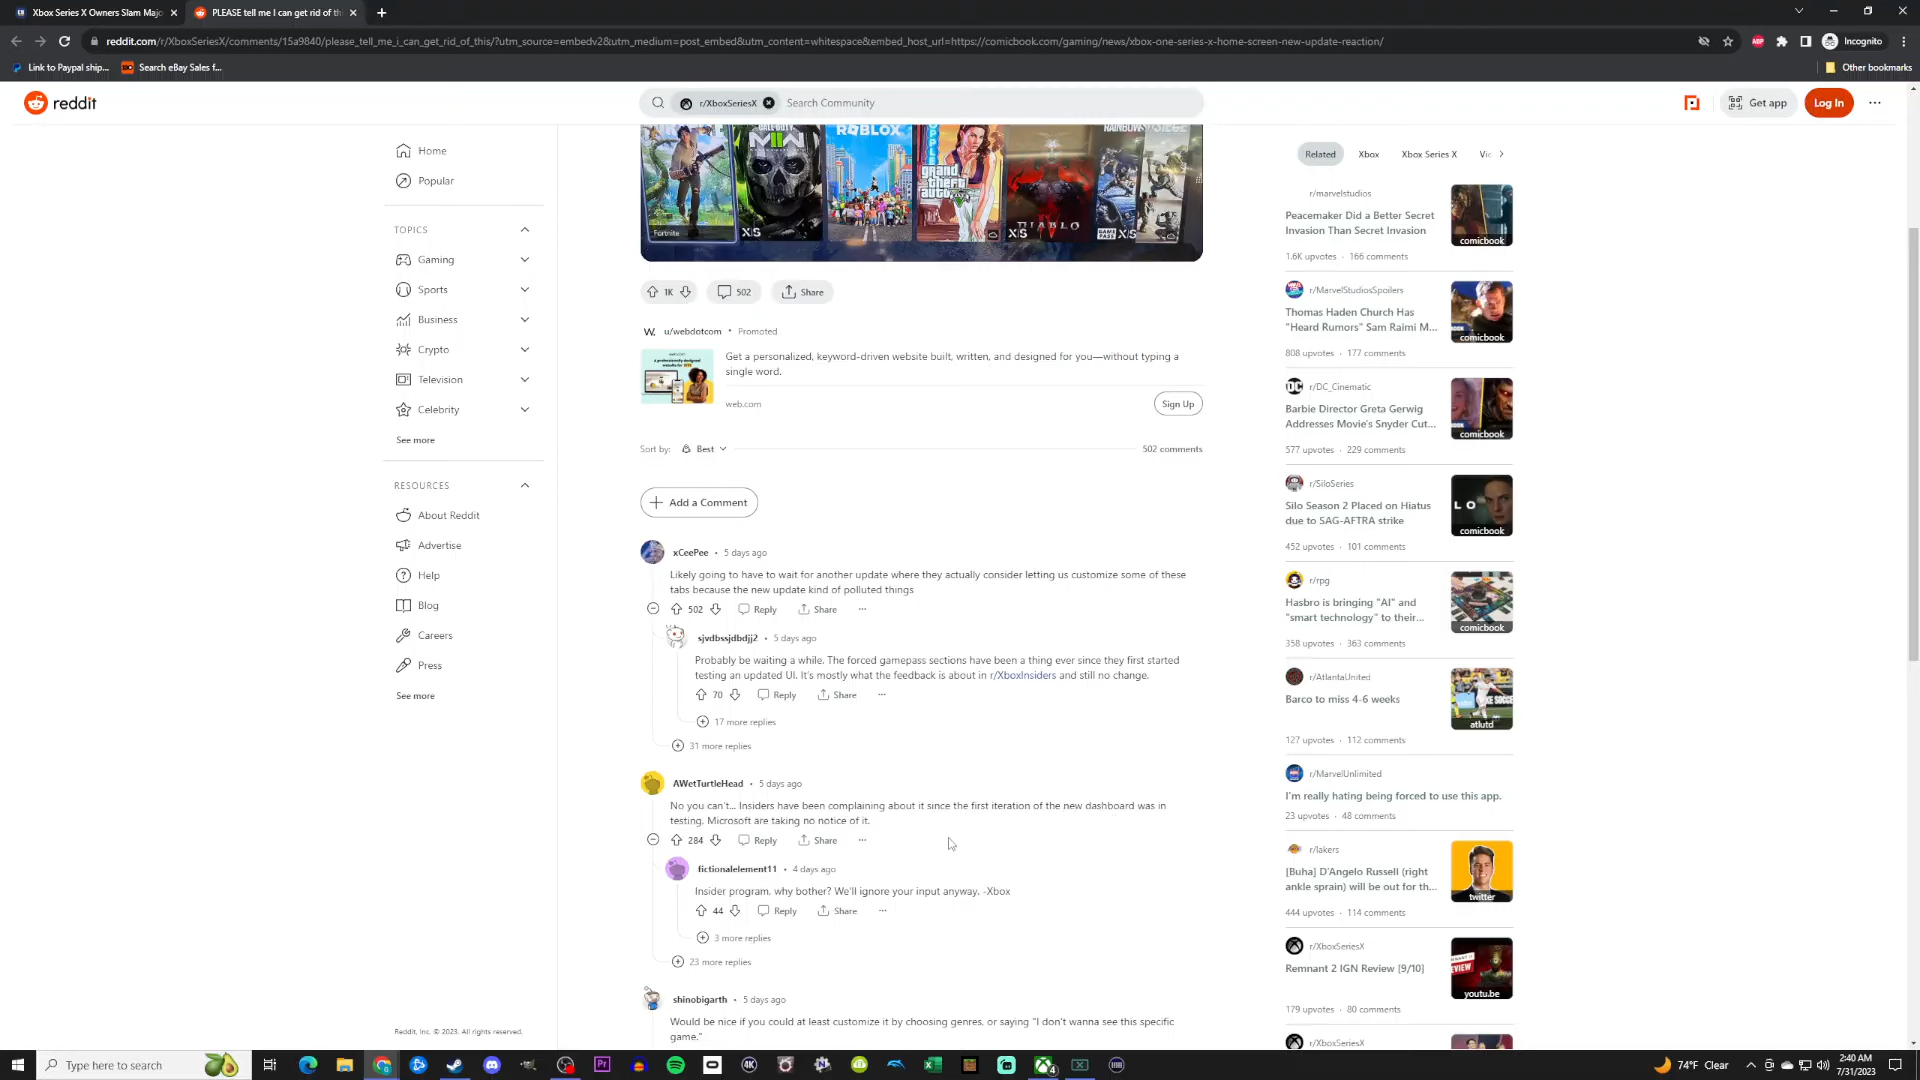 Xbox Series X Owners Slam Majo
PLEASE tell me I can get rid of th
reddit.com/r/XboxSeriesX/comments/15a9840/please_tell_me_i_can_get_rid_of_this/?utm_source=embedv2&utm_medium=post_embed&utm_content=whitespace&embed_host_url=https://comicbook.com/gaming/news/xbox-one-series-x-home-screen-new-update-reaction/
ABP
Incognito
Link to Paypal ship...
Search eBay Sales f...
Other bookmarks
reddit
r/XboxSeriesX
Search Community
Get app
Log In
Home
Popular
TOPICS
Gaming
Sports
Business
Crypto
Television
Celebrity
See more
RESOURCES
About Reddit
Advertise
Help
Blog
Careers
Press
See more
Reddit, Inc. © 2023. All rights reserved.
Fortnite
X|S
ROBLOX
grand theft auto V
DIABLO
X|S
GAME PASS
X|S
1K
502
Share
W.
u/webdotcom • Promoted
Get a personalized, keyword-driven website built, written, and designed for you—without typing a
single word.
web.com
Sign Up
Sort by:
Best
502 comments
Add a Comment
xCeePee • 5 days ago
Likely going to have to wait for another update where they actually consider letting us customize some of these
tabs because the new update kind of polluted things
502
Reply
Share
sjvdbssjdbdjj2 • 5 days ago
Probably be waiting a while. The forced gamepass sections have been a thing ever since they first started
testing an updated UI. It's mostly what the feedback is about in r/XboxInsiders and still no change.
70
Reply
Share
17 more replies
31 more replies
AWetTurtleHead • 5 days ago
No you can't... Insiders have been complaining about it since the first iteration of the new dashboard was in
testing. Microsoft are taking no notice of it.
284
Reply
Share
fictionalelement11 • 4 days ago
Insider program, why bother? We'll ignore your input anyway. -Xbox
44
Reply
Share
3 more replies
23 more replies
shinobigarth • 5 days ago
Would be nice if you could at least customize it by choosing genres, or saying "I don't wanna see this specific
game."
Related
Xbox
Xbox Series X
r/marvelstudios
Peacemaker Did a Better Secret
Invasion Than Secret Invasion
1.6K upvotes · 166 comments
comicbook
r/MarvelStudiosSpoilers
Thomas Haden Church Has
"Heard Rumors" Sam Raimi M...
808 upvotes · 177 comments
comicbook
DC
r/DC_Cinematic
Barbie Director Greta Gerwig
Addresses Movie's Snyder Cut...
577 upvotes · 229 comments
comicbook
r/SiloSeries
Silo Season 2 Placed on Hiatus
due to SAG-AFTRA strike
452 upvotes · 101 comments
LO
comicbook
r/rpg
Hasbro is bringing "AI" and
"smart technology" to their...
358 upvotes · 363 comments
comicbook
r/AtlantaUnited
Barco to miss 4-6 weeks
127 upvotes · 112 comments
atlutd
r/MarvelUnlimited
I'm really hating being forced to use this app.
23 upvotes · 48 comments
r/lakers
[Buha] D'Angelo Russell (right
ankle sprain) will be out for th...
444 upvotes · 114 comments
twitter
r/XboxSeriesX
Remnant 2 IGN Review [9/10]
179 upvotes · 80 comments
youtu.be
r/XboxSeriesX
Type here to search
Pr
4K
74°F Clear
2:40 AM
7/31/2023